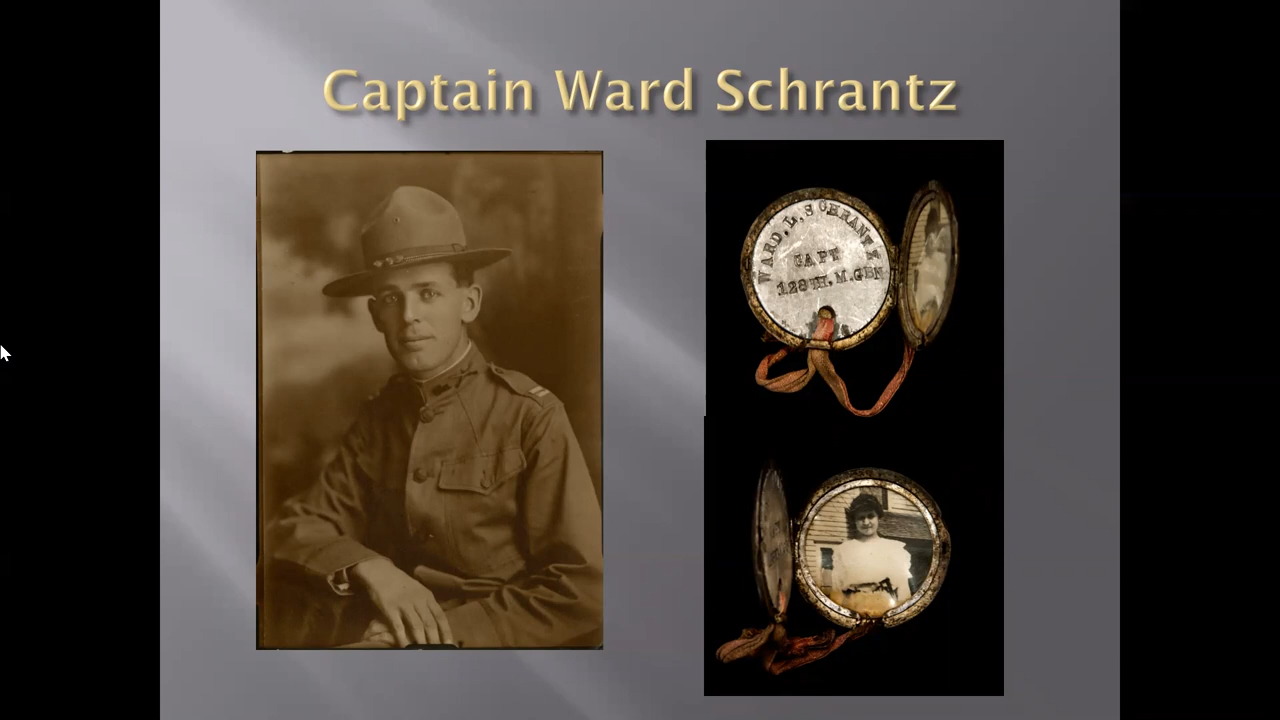 Captain Ward Schrantz
WARD. L. SCHRANTZ
CAPT
128TH. M. GBN